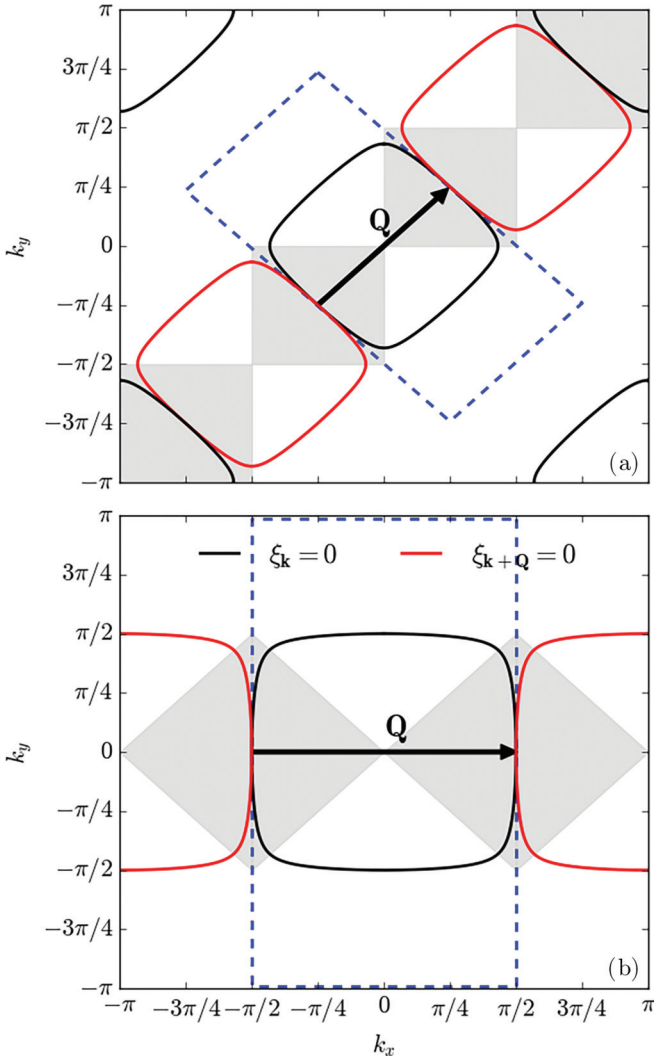 π
3π/4
π/2
π/4
k_y
0
Q
−π/4
−π/2
−3π/4
−π
(a)
π
ξ_k = 0
ξ_{k+Q} = 0
3π/4
π/2
π/4
k_y
0
Q
−π/4
−π/2
−3π/4
−π
(b)
−π −3π/4 −π/2 −π/4 0 π/4 π/2 3π/4 π
k_x